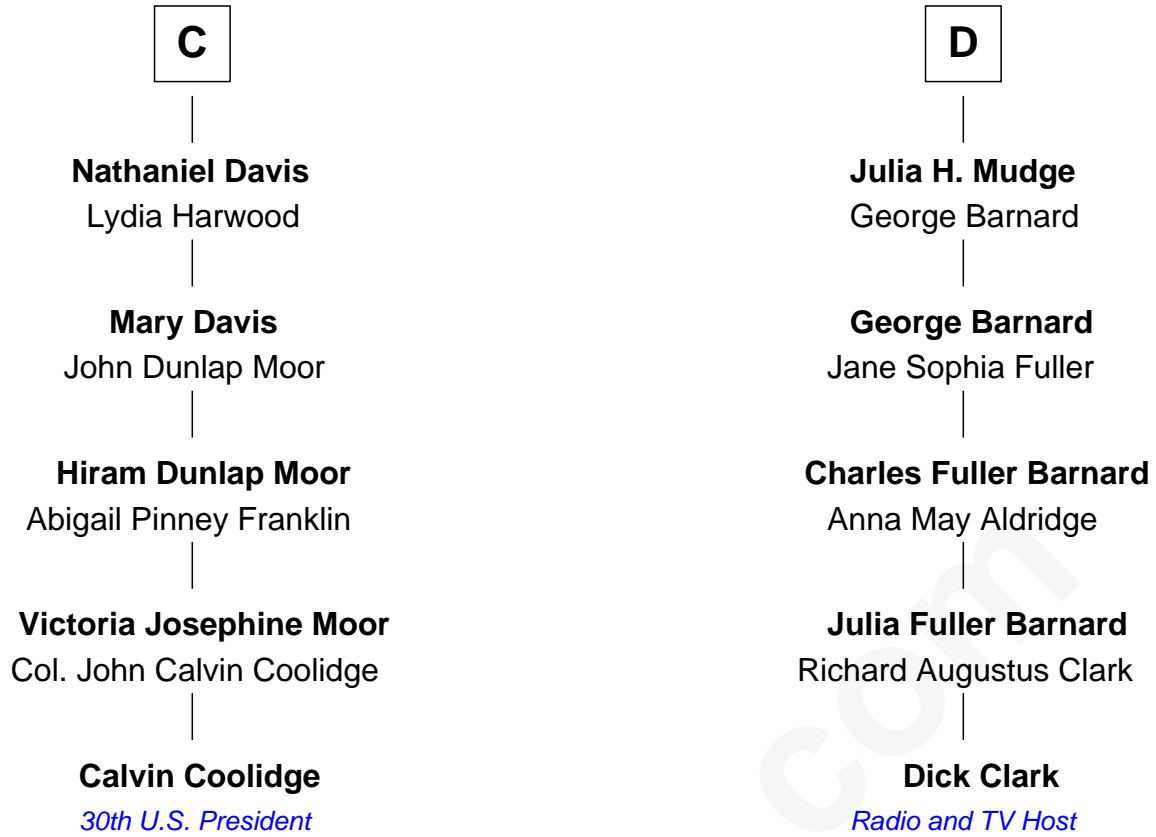 C
Nathaniel Davis
Lydia Harwood
Mary Davis
John Dunlap Moor
Hiram Dunlap Moor
Abigail Pinney Franklin
Victoria Josephine Moor
Col. John Calvin Coolidge
Calvin Coolidge
30th U.S. President
D
Julia H. Mudge
George Barnard
George Barnard
Jane Sophia Fuller
Charles Fuller Barnard
Anna May Aldridge
Julia Fuller Barnard
Richard Augustus Clark
Dick Clark
Radio and TV Host
com